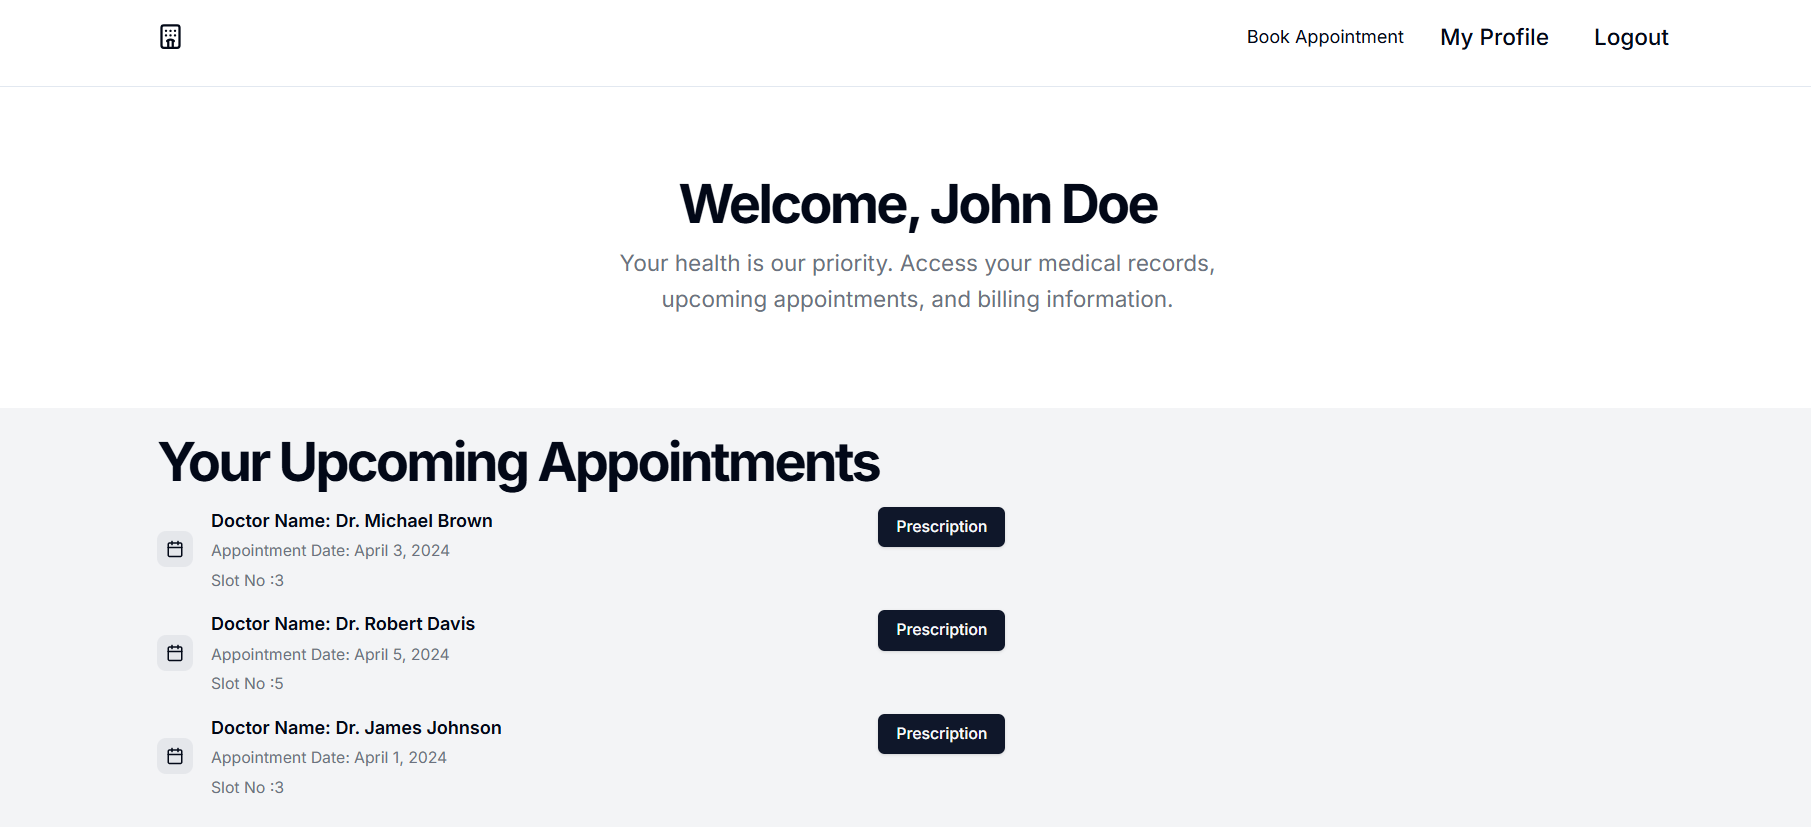 Book Appointment My Profile Logout
Welcome, John Doe
Your health is our priority. Access your medical records,
upcoming appointments, and billing information.
Your Upcoming Appointments
Doctor Name: Dr. Michael Brown
Prescription
Appointment Date: April 3, 2024
Slot No :3
Doctor Name: Dr. Robert Davis
Prescription
Appointment Date: April 5, 2024
Slot No :5
Doctor Name: Dr. James Johnson
Prescription
Appointment Date: April 1, 2024
Slot No :3